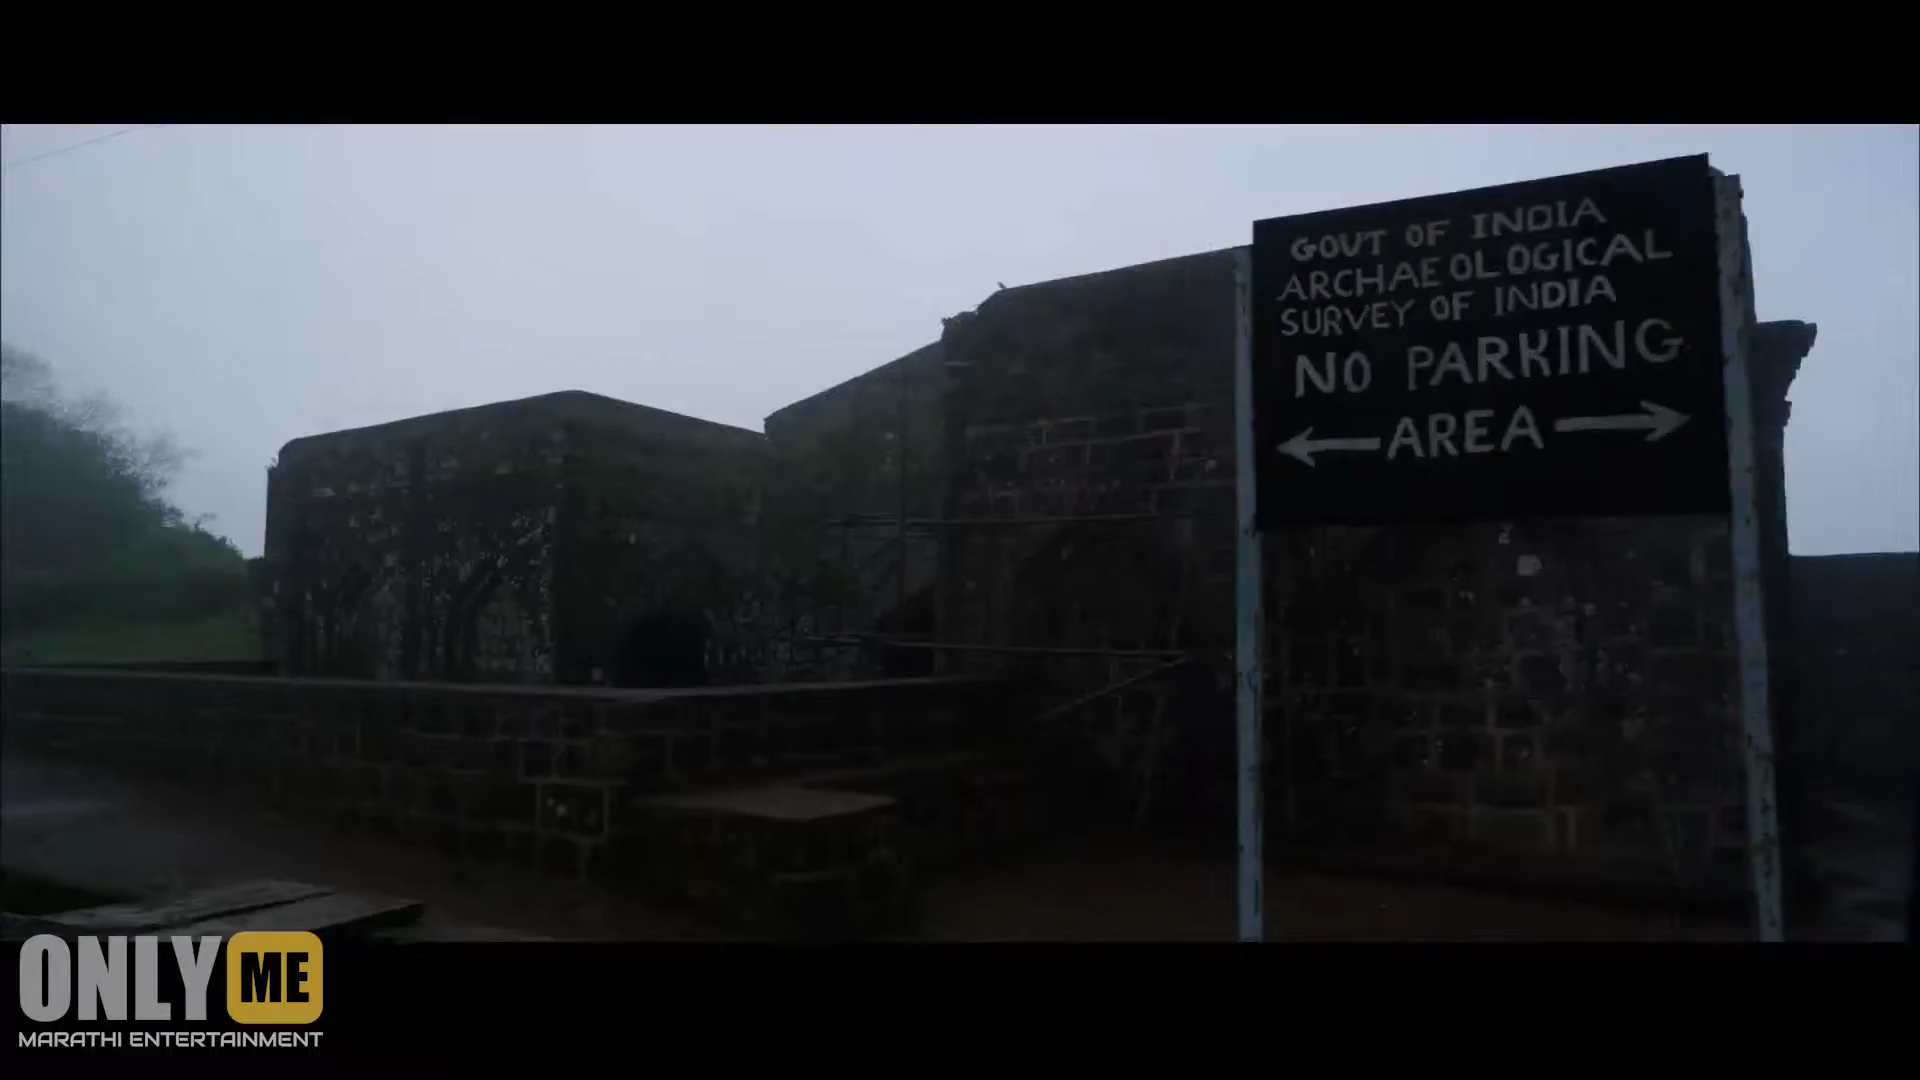 GOVT OF INDIA
ARCHAEOLOGICAL
SURVEY OF INDIA
NO PARKING
AREA
ONLY ME
MARATHI ENTERTAINMENT